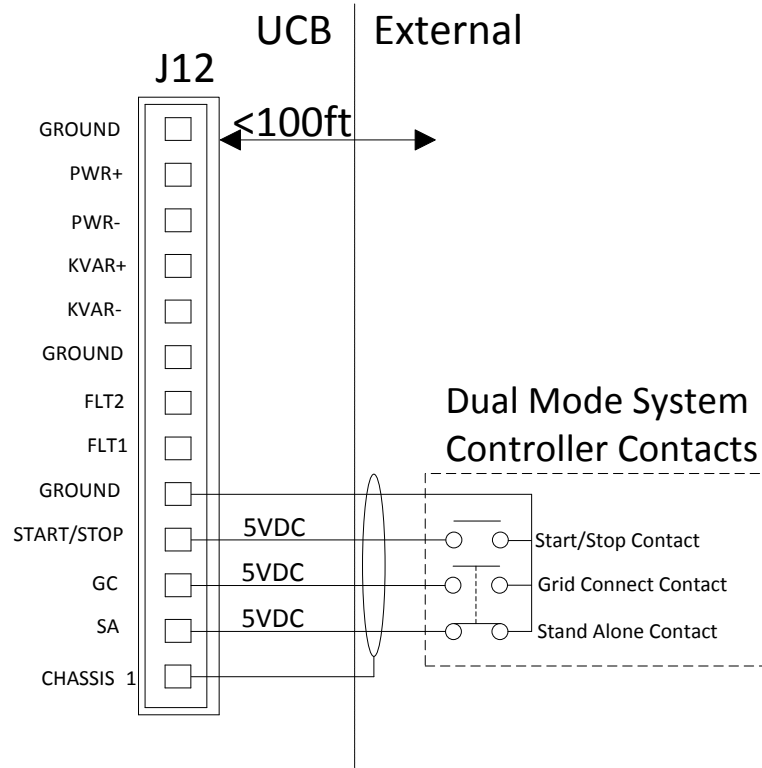 UCB
External
J12
<100ft
GROUND
PWR+
PWR-
KVAR+
KVAR-
GROUND
FLT2
FLT1
GROUND
START/STOP
GC
SA
CHASSIS 1
5VDC
5VDC
5VDC
Dual Mode System
Controller Contacts
Start/Stop Contact
Grid Connect Contact
Stand Alone Contact